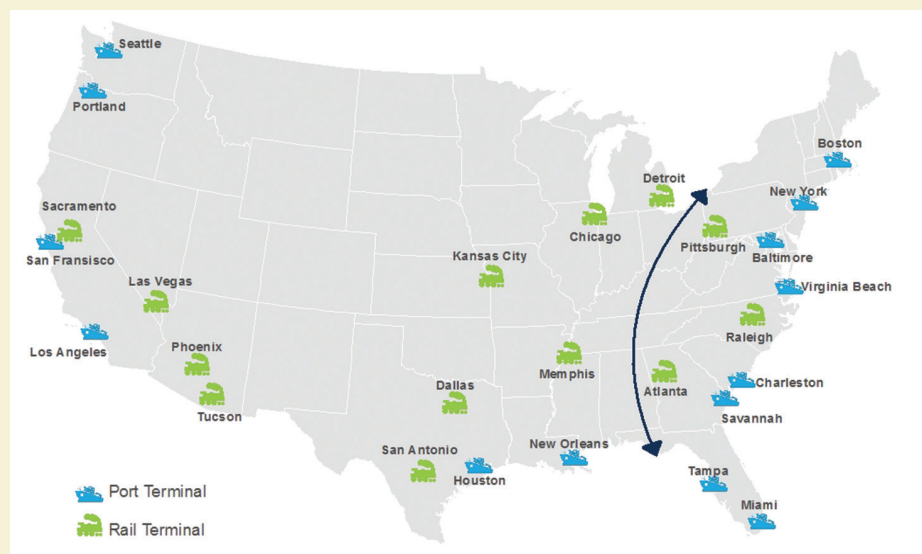 Seattle
Portland
Boston
Detroit
New York
Sacramento
Chicago
Pittsburgh
Kansas City
Baltimore
San Fransisco
Las Vegas
Virginia Beach
Raleigh
Los Angeles
Phoenix
Memphis
Atlanta
Charleston
Dallas
Tucson
Savannah
New Orleans
San Antonio
Tampa
Houston
Miami
Port Terminal
Rail Terminal